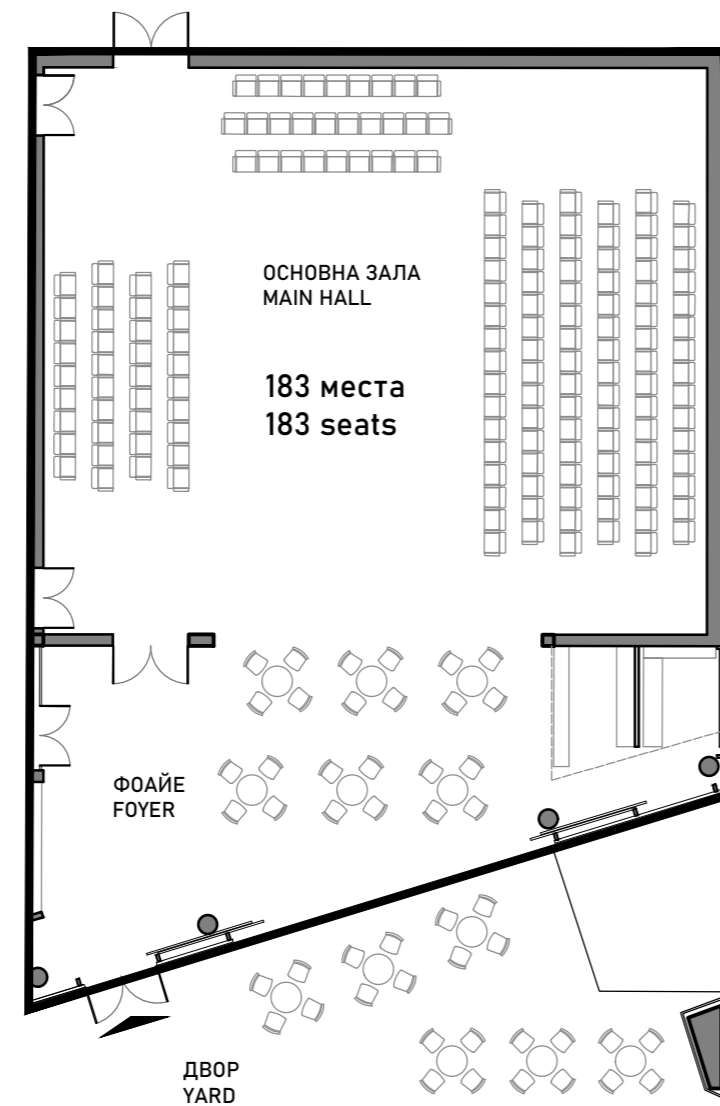 ОСНОВНА ЗАЛА
MAIN HALL
183 места
183 seats
ФОАЙЕ
FOYER
ДВОР
YARD